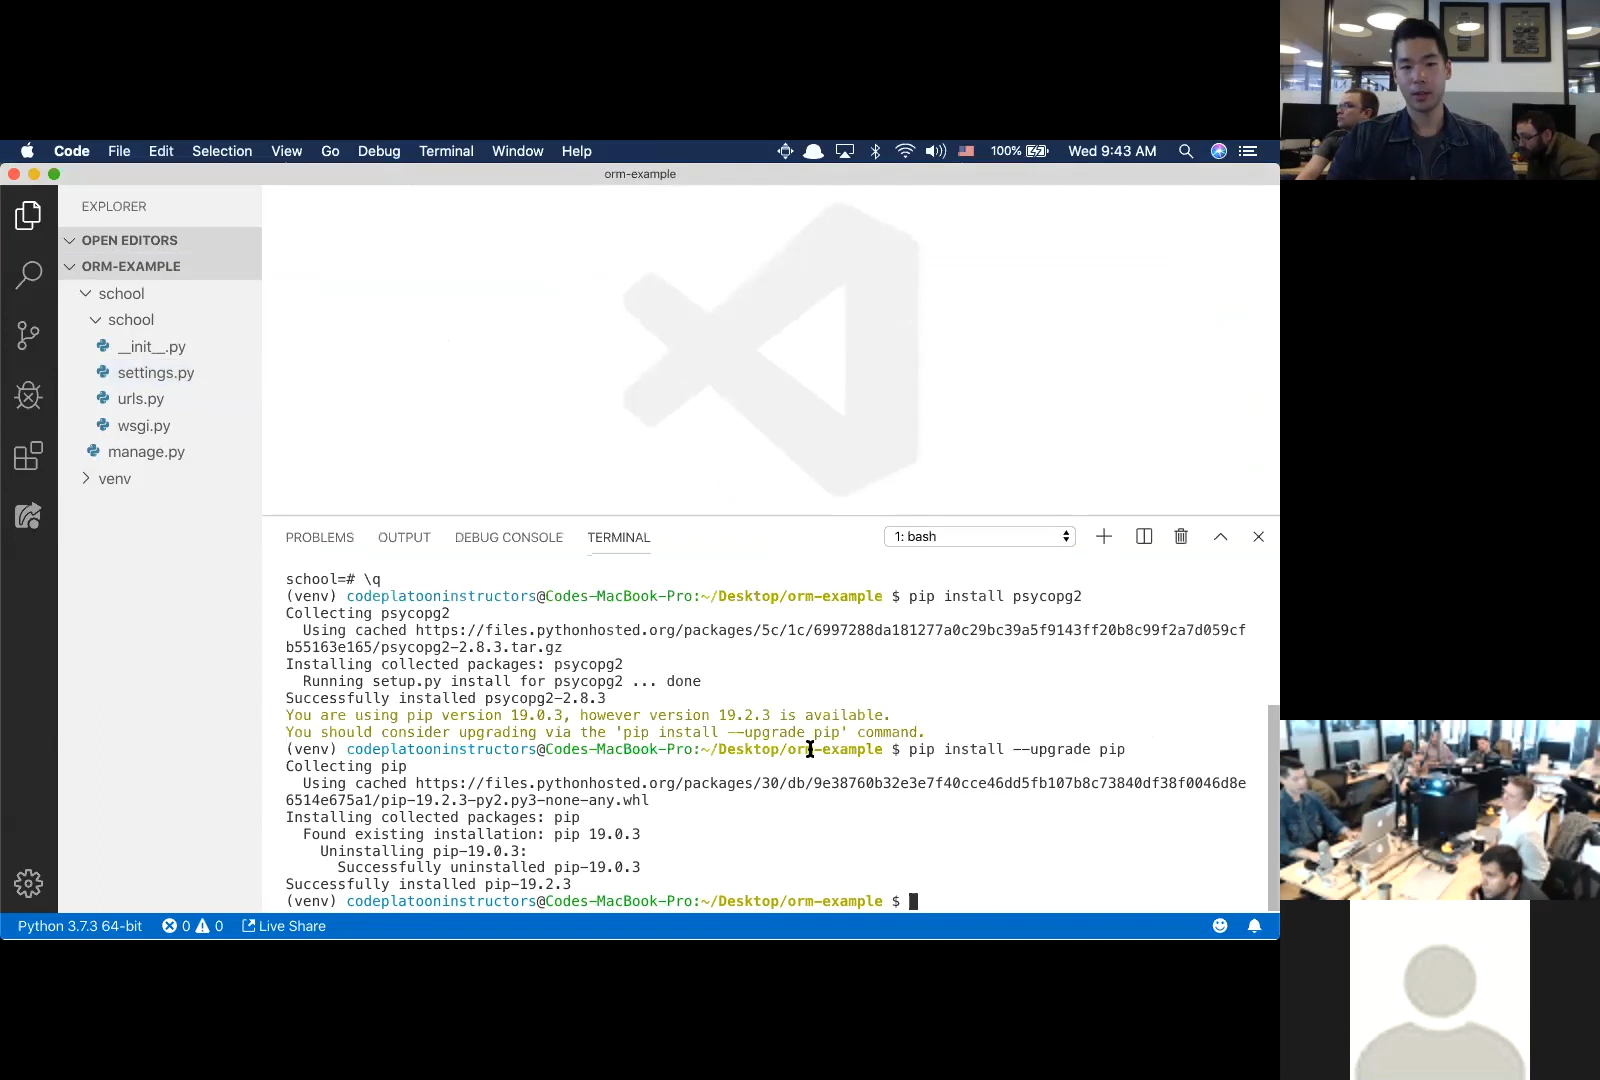 Code File Edit Selection View Go Debug Terminal Window Help 100% Wed 9:43 AM
orm-example
EXPLORER
OPEN EDITORS
ORM-EXAMPLE
school
school
__init__.py
settings.py
urls.py
wsgi.py
manage.py
venv
PROBLEMS OUTPUT DEBUG CONSOLE TERMINAL 1: bash
school=# \q
(venv) codeplatooninstructors@Codes-MacBook-Pro:~/Desktop/orm-example $ pip install psycopg2
Collecting psycopg2
Using cached https://files.pythonhosted.org/packages/5c/1c/6997288da181277a0c29bc39a5f9143ff20b8c99f2a7d059cf
b55163e165/psycopg2-2.8.3.tar.gz
Installing collected packages: psycopg2
Running setup.py install for psycopg2 ... done
Successfully installed psycopg2-2.8.3
You are using pip version 19.0.3, however version 19.2.3 is available.
You should consider upgrading via the 'pip install --upgrade pip' command.
(venv) codeplatooninstructors@Codes-MacBook-Pro:~/Desktop/orm-example $ pip install --upgrade pip
Collecting pip
Using cached https://files.pythonhosted.org/packages/30/db/9e38760b32e3e7f40cce46dd5fb107b8c73840df38f0046d8e
6514e675a1/pip-19.2.3-py2.py3-none-any.whl
Installing collected packages: pip
Found existing installation: pip 19.0.3
Uninstalling pip-19.0.3:
Successfully uninstalled pip-19.0.3
Successfully installed pip-19.2.3
(venv) codeplatooninstructors@Codes-MacBook-Pro:~/Desktop/orm-example $
Python 3.7.3 64-bit 0 0 Live Share